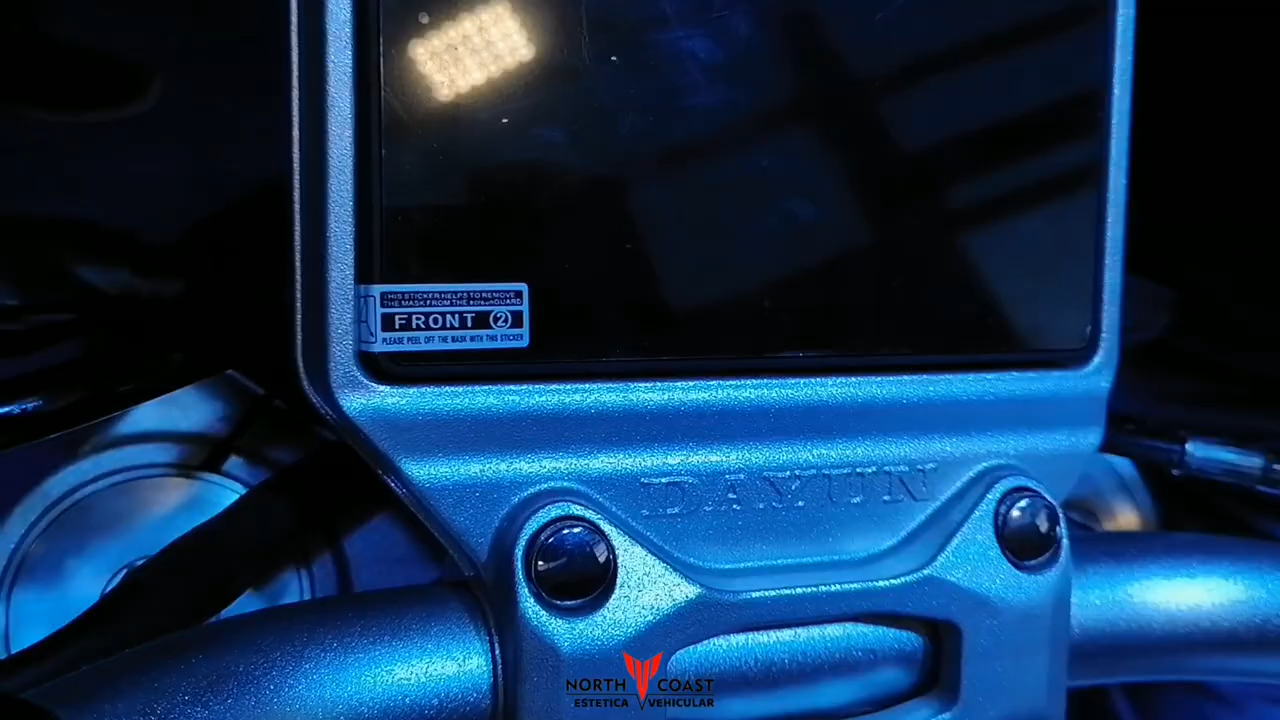 THIS STICKER HELPS TO REMOVE
THE MASK FROM THE screenGUARD
FRONT 2
PLEASE PEEL OFF THE MASK WITH THIS STICKER
DAYUN
NORTH COAST
ESTETICA VEHICULAR